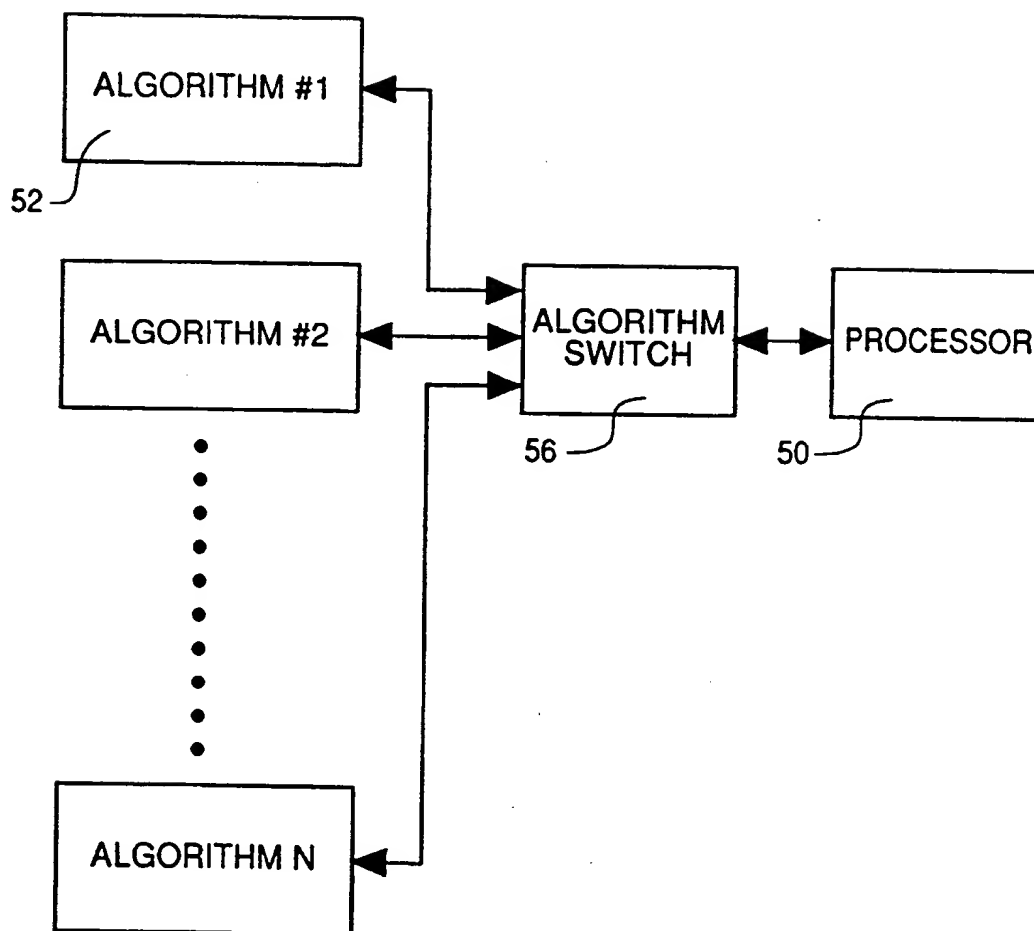 ALGORITHM #1
52
ALGORITHM #2
ALGORITHM
SWITCH
PROCESSOR
56
50
ALGORITHM N